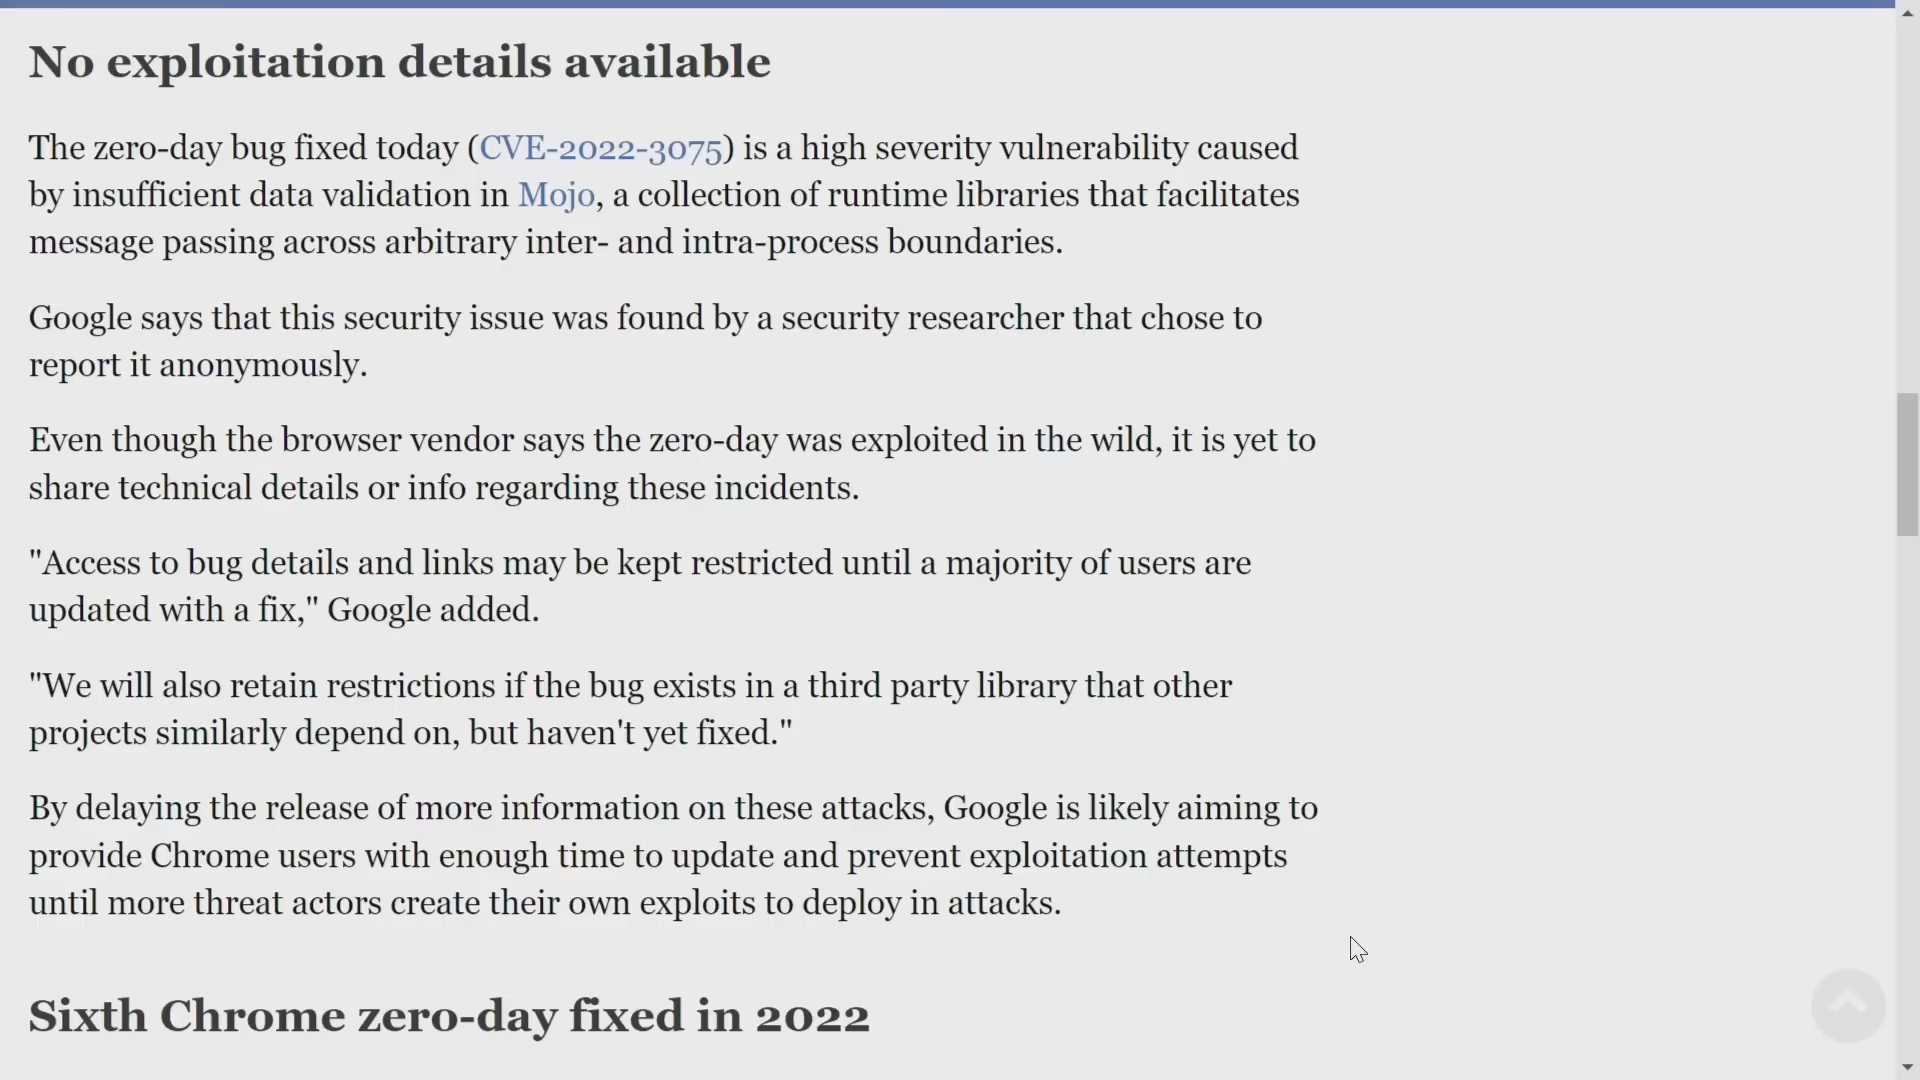 No exploitation details available
The zero-day bug fixed today (CVE-2022-3075) is a high severity vulnerability caused
by insufficient data validation in Mojo, a collection of runtime libraries that facilitates
message passing across arbitrary inter- and intra-process boundaries.
Google says that this security issue was found by a security researcher that chose to
report it anonymously.
Even though the browser vendor says the zero-day was exploited in the wild, it is yet to
share technical details or info regarding these incidents.
"Access to bug details and links may be kept restricted until a majority of users are
updated with a fix," Google added.
"We will also retain restrictions if the bug exists in a third party library that other
projects similarly depend on, but haven't yet fixed."
By delaying the release of more information on these attacks, Google is likely aiming to
provide Chrome users with enough time to update and prevent exploitation attempts
until more threat actors create their own exploits to deploy in attacks.
Sixth Chrome zero-day fixed in 2022